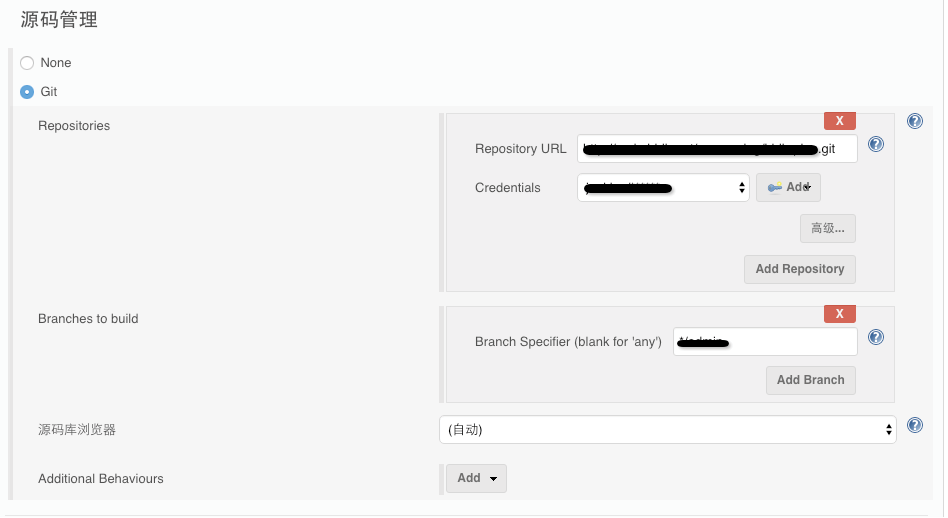 源码管理
None
Git
Repositories
X
Repository URL
.git
Credentials
Add
高级...
Add Repository
Branches to build
X
Branch Specifier (blank for 'any')
Add Branch
源码库浏览器
(自动)
Additional Behaviours
Add